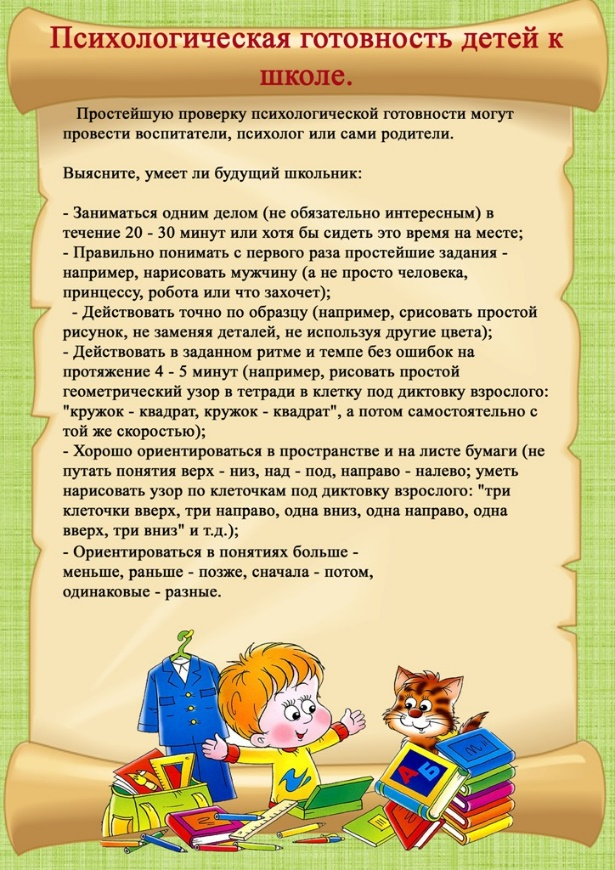 Психологическая готовность детей к
школе.
Простейшую проверку психологической готовности могут
провести воспитатели, психолог или сами родители.
Выясните, умеет ли будущий школьник:
- Заниматься одним делом (не обязательно интересным) в
течение 20 - 30 минут или хотя бы сидеть это время на месте;
- Правильно понимать с первого раза простейшие задания -
например, нарисовать мужчину (а не просто человека,
принцессу, робота или что захочет);
- Действовать точно по образцу (например, срисовать простой
рисунок, не заменяя деталей, не используя другие цвета);
- Действовать в заданном ритме и темпе без ошибок на
протяжение 4 - 5 минут (например, рисовать простой
геометрический узор в тетради в клетку под диктовку взрослого:
"кружок - квадрат, кружок - квадрат", а потом самостоятельно с
той же скоростью);
- Хорошо ориентироваться в пространстве и на листе бумаги (не
путать понятия верх - низ, над - под, направо - налево; уметь
нарисовать узор по клеточкам под диктовку взрослого: "три
клеточки вверх, три направо, одна вниз, одна направо, одна
вверх, три вниз" и т.д.);
- Ориентироваться в понятиях больше -
меньше, раньше - позже, сначала - потом,
одинаковые - разные.
А
Б